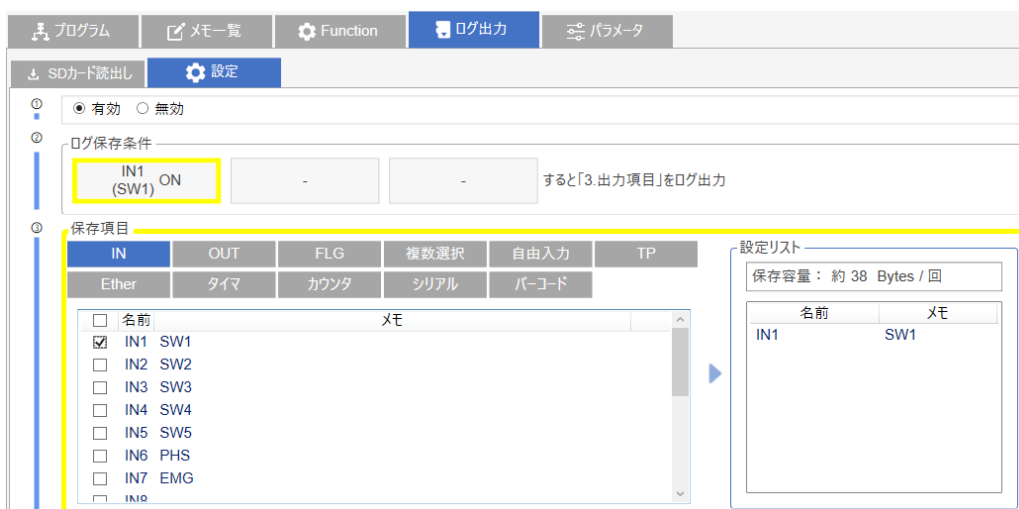 プログラム メモ一覧 Function ログ出力 パラメータ
SDカード読出し 設定
① 有効 無効
② ログ保存条件
IN1
(SW1) ON - - すると「3.出力項目」をログ出力
③ 保存項目
IN OUT FLG 複数選択 自由入力 TP
Ether タイマ カウンタ シリアル バーコード
名前 メモ
IN1 SW1
IN2 SW2
IN3 SW3
IN4 SW4
IN5 SW5
IN6 PHS
IN7 EMG
IN8
設定リスト
保存容量： 約 38 Bytes / 回
名前 メモ
IN1 SW1